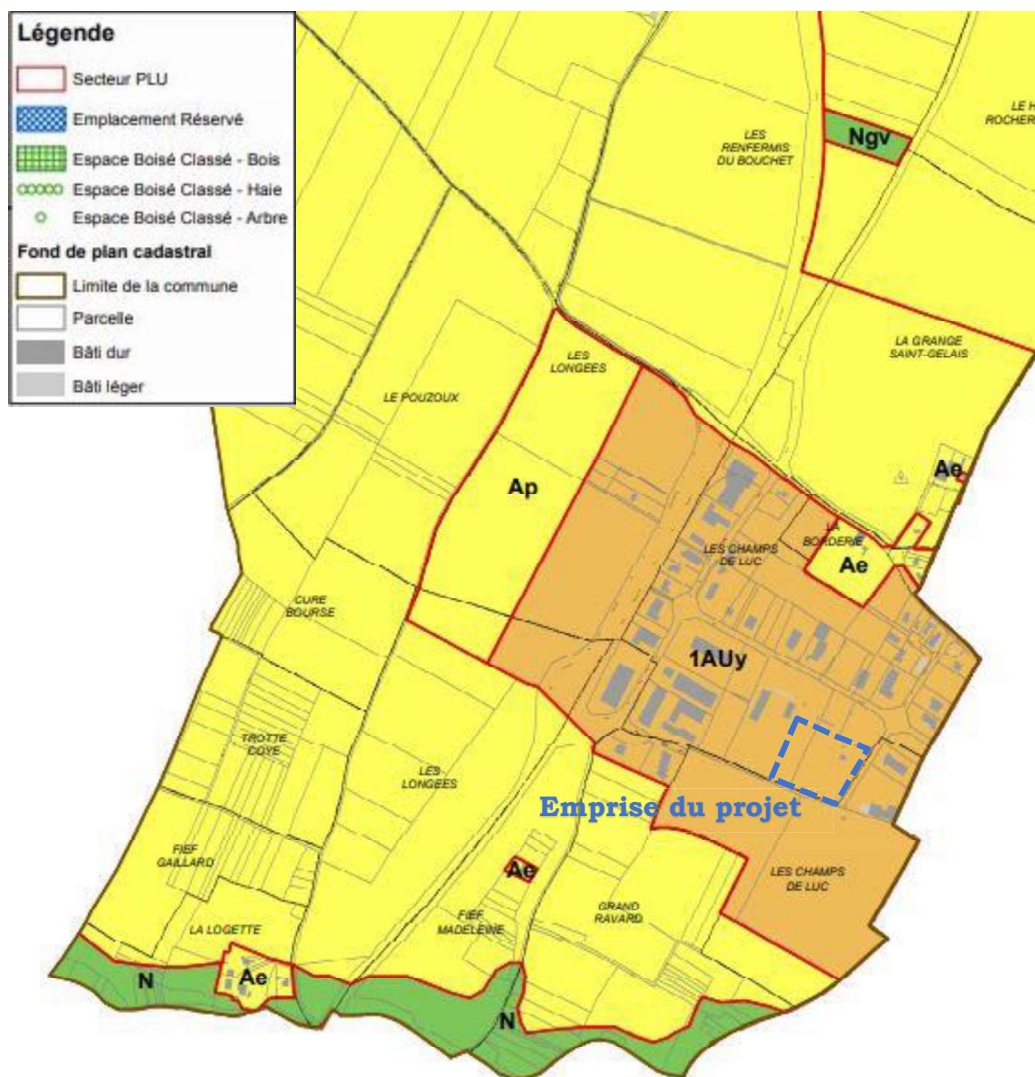 Légende
Secteur PLU
Emplacement Réservé
Espace Boisé Classé - Bois
Espace Boisé Classé - Haie
Espace Boisé Classé - Arbre
Fond de plan cadastral
Limite de la commune
Parcelle
Bâti dur
Bâti léger
LES
RENFERMIS
DU BOUCHET
Ngv
LE H
ROCHER
LA GRANGE
SAINT-GELAIS
LES
LONGEES
LE POUZOUX
Ap
Ae
LES CHAMPS
DE LUC
LA
BORDERIE
Ae
CURE
BOURSE
1AUy
TROTTE
COYE
LES
LONGEES
Emprise du projet
FIEF
GAILLARD
Ae
LES CHAMPS
DE LUC
GRAND
RAVARD
FIEF
MADELEINE
LA LOGETTE
N
Ae
N